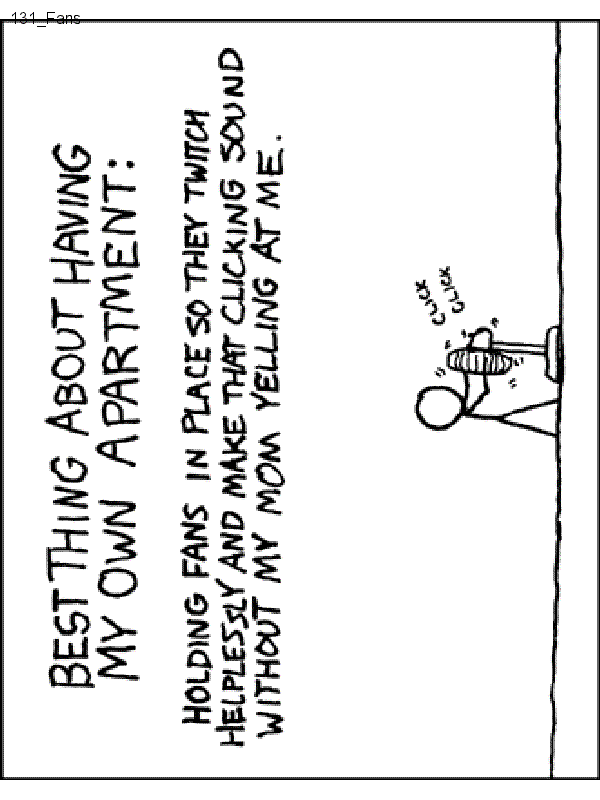 131_Fans
BEST THING ABOUT HAVING
MY OWN APARTMENT:
HOLDING FANS IN PLACE SO THEY TWITCH
HELPLESSLY AND MAKE THAT CLICKING SOUND
WITHOUT MY MOM YELLING AT ME.
CLICK
CLICK